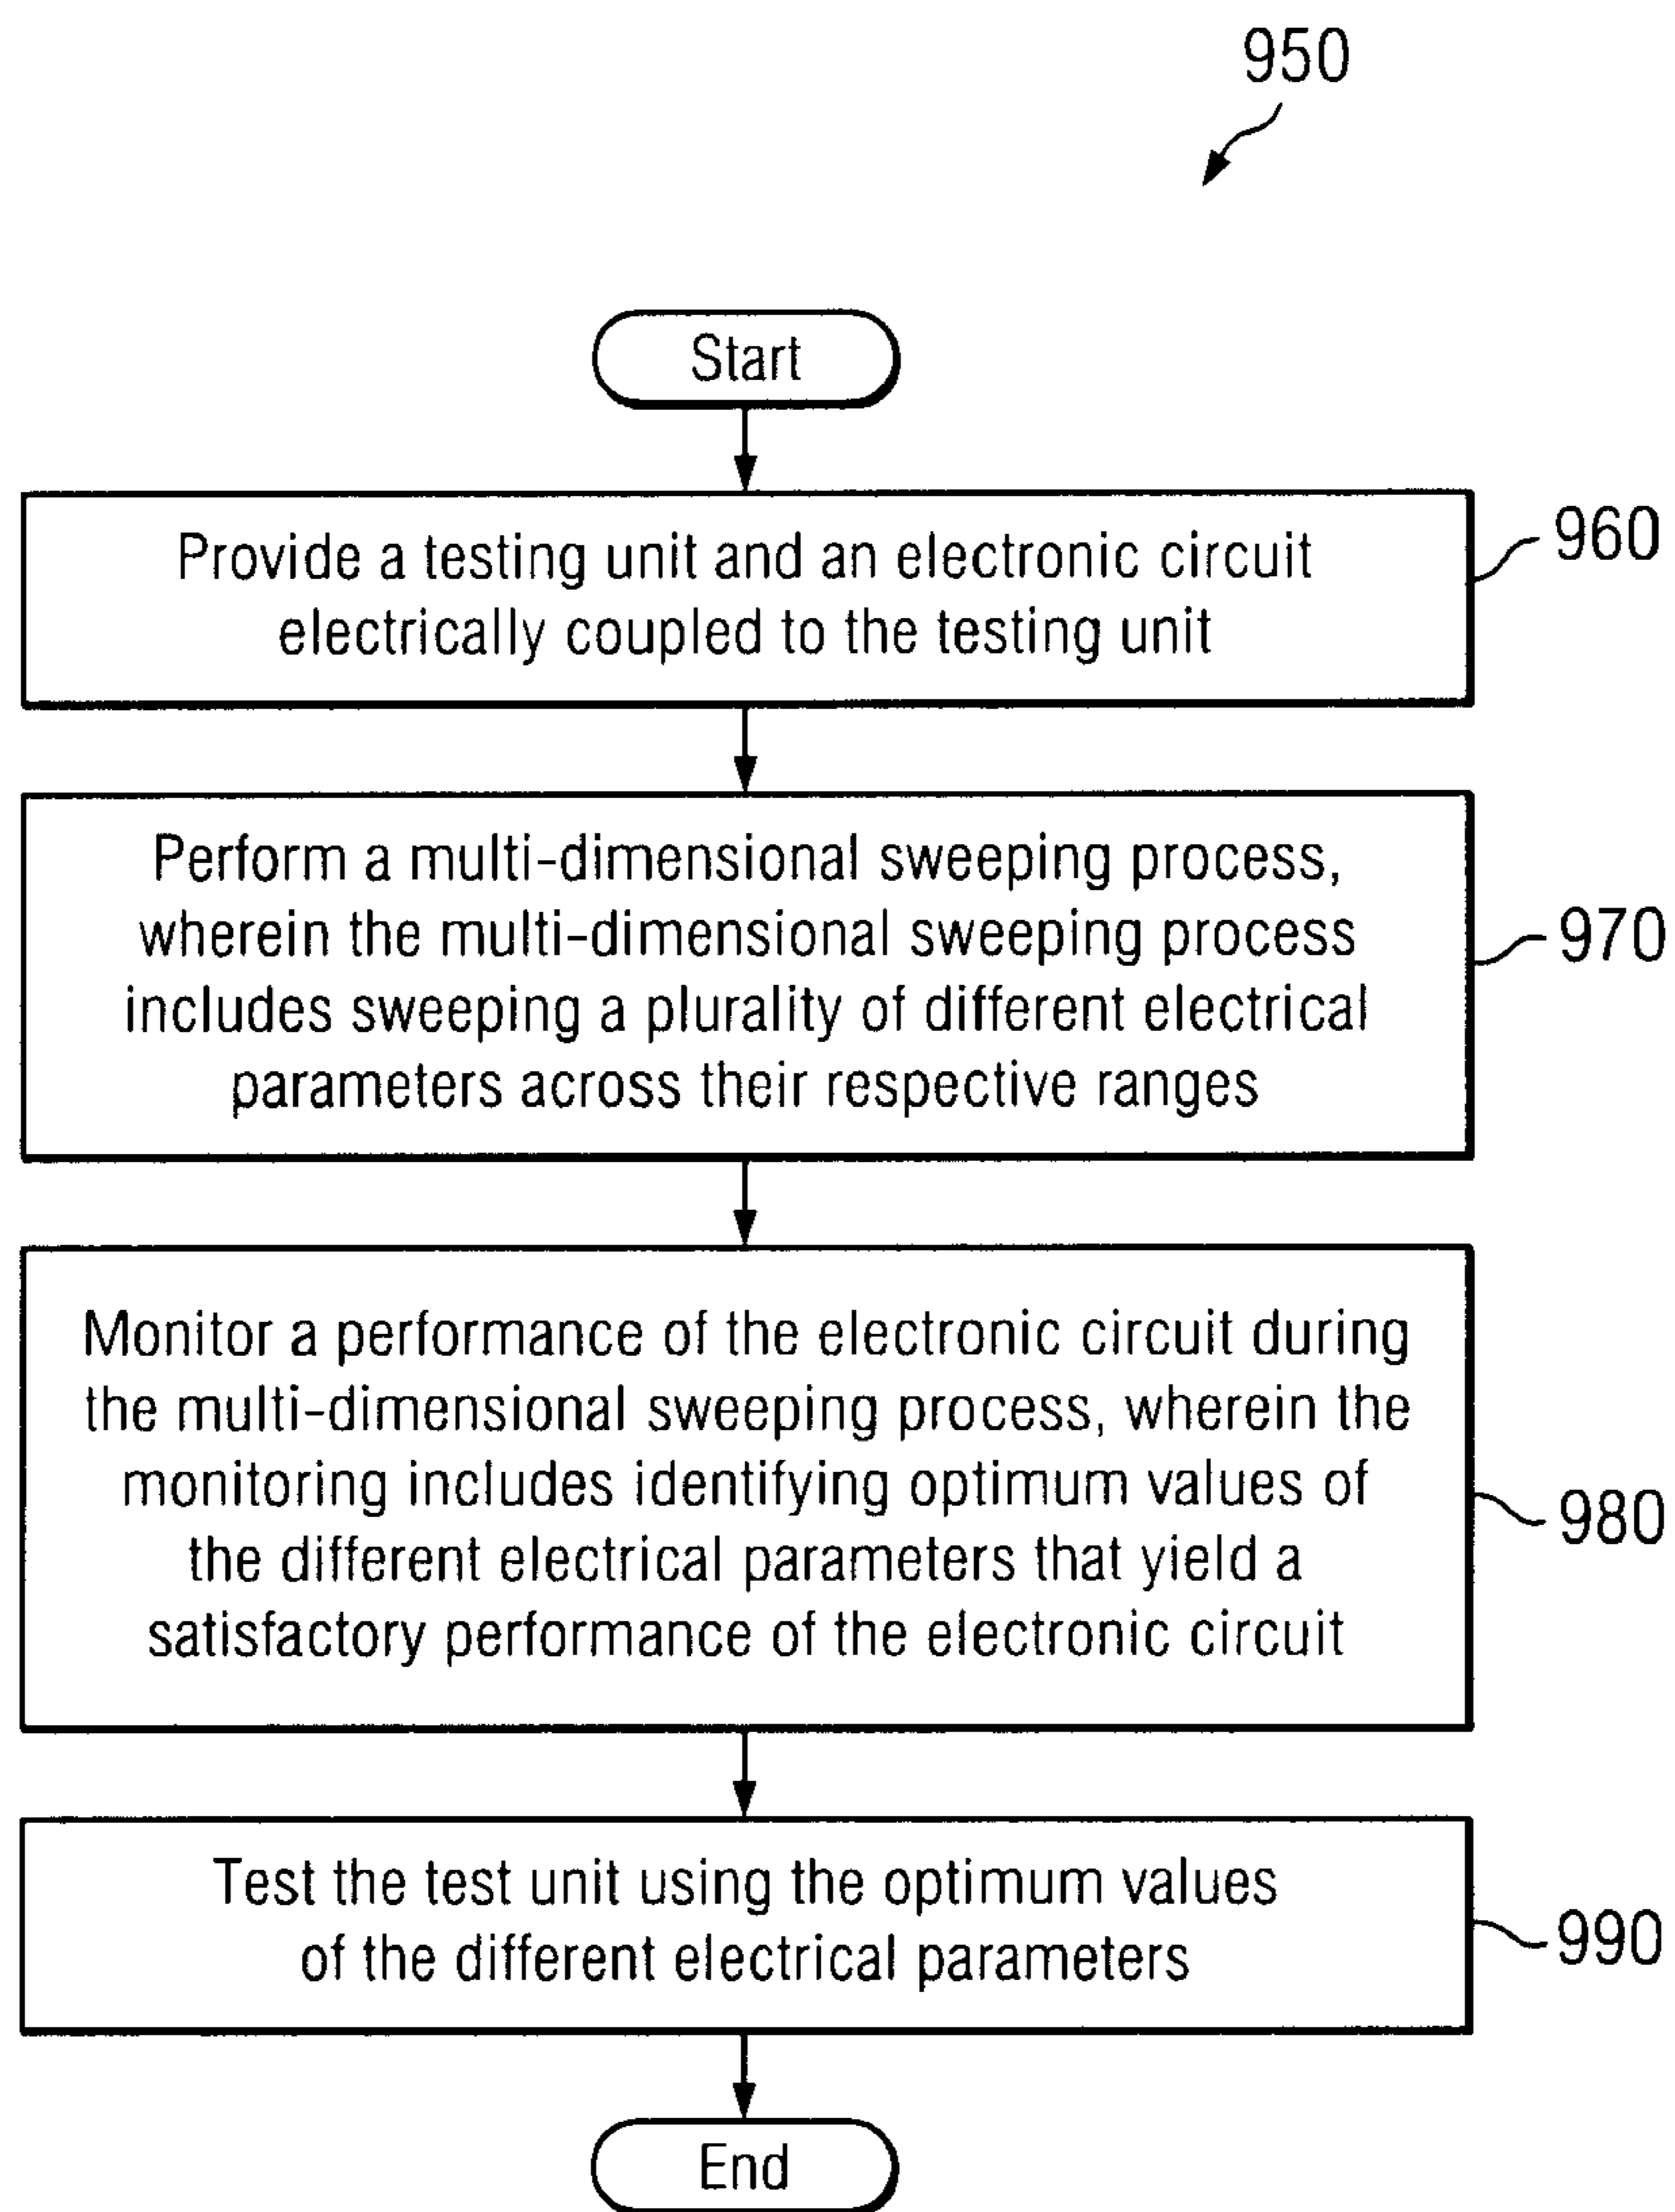 950
Start
Provide a testing unit and an electronic circuit
electrically coupled to the testing unit
960
Perform a multi-dimensional sweeping process,
wherein the multi-dimensional sweeping process
includes sweeping a plurality of different electrical
parameters across their respective ranges
970
Monitor a performance of the electronic circuit during
the multi-dimensional sweeping process, wherein the
monitoring includes identifying optimum values of
the different electrical parameters that yield a
satisfactory performance of the electronic circuit
980
Test the test unit using the optimum values
of the different electrical parameters
990
End